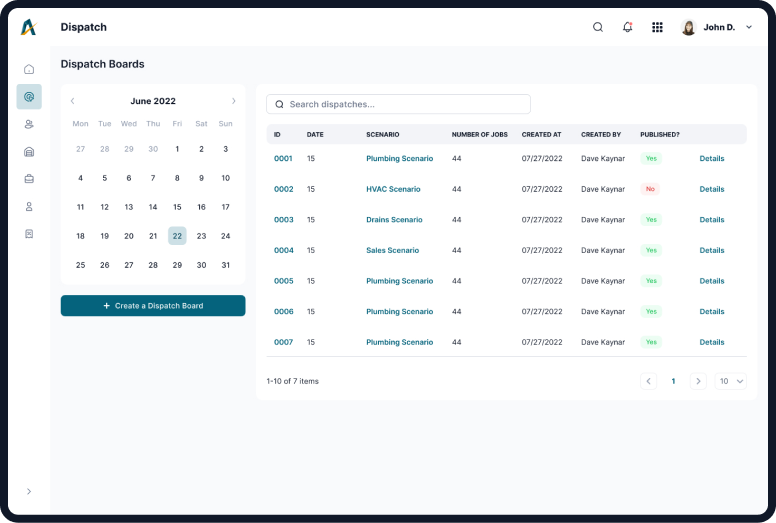 Dispatch
John D.
Dispatch Boards
June 2022
Mon Tue Wed Thu Fri Sat Sun
27 28 29 30 1 2 3
4 5 6 7 8 9 10
11 12 13 14 15 16 17
18 19 20 21 22 23 24
25 26 27 28 29 30 31
+ Create a Dispatch Board
Search dispatches...
ID DATE SCENARIO NUMBER OF JOBS CREATED AT CREATED BY PUBLISHED?
0001 15 Plumbing Scenario 44 07/27/2022 Dave Kaynar Yes Details
0002 15 HVAC Scenario 44 07/27/2022 Dave Kaynar No Details
0003 15 Drains Scenario 44 07/27/2022 Dave Kaynar Yes Details
0004 15 Sales Scenario 44 07/27/2022 Dave Kaynar Yes Details
0005 15 Plumbing Scenario 44 07/27/2022 Dave Kaynar Yes Details
0006 15 Plumbing Scenario 44 07/27/2022 Dave Kaynar Yes Details
0007 15 Plumbing Scenario 44 07/27/2022 Dave Kaynar Yes Details
1-10 of 7 items
1
10